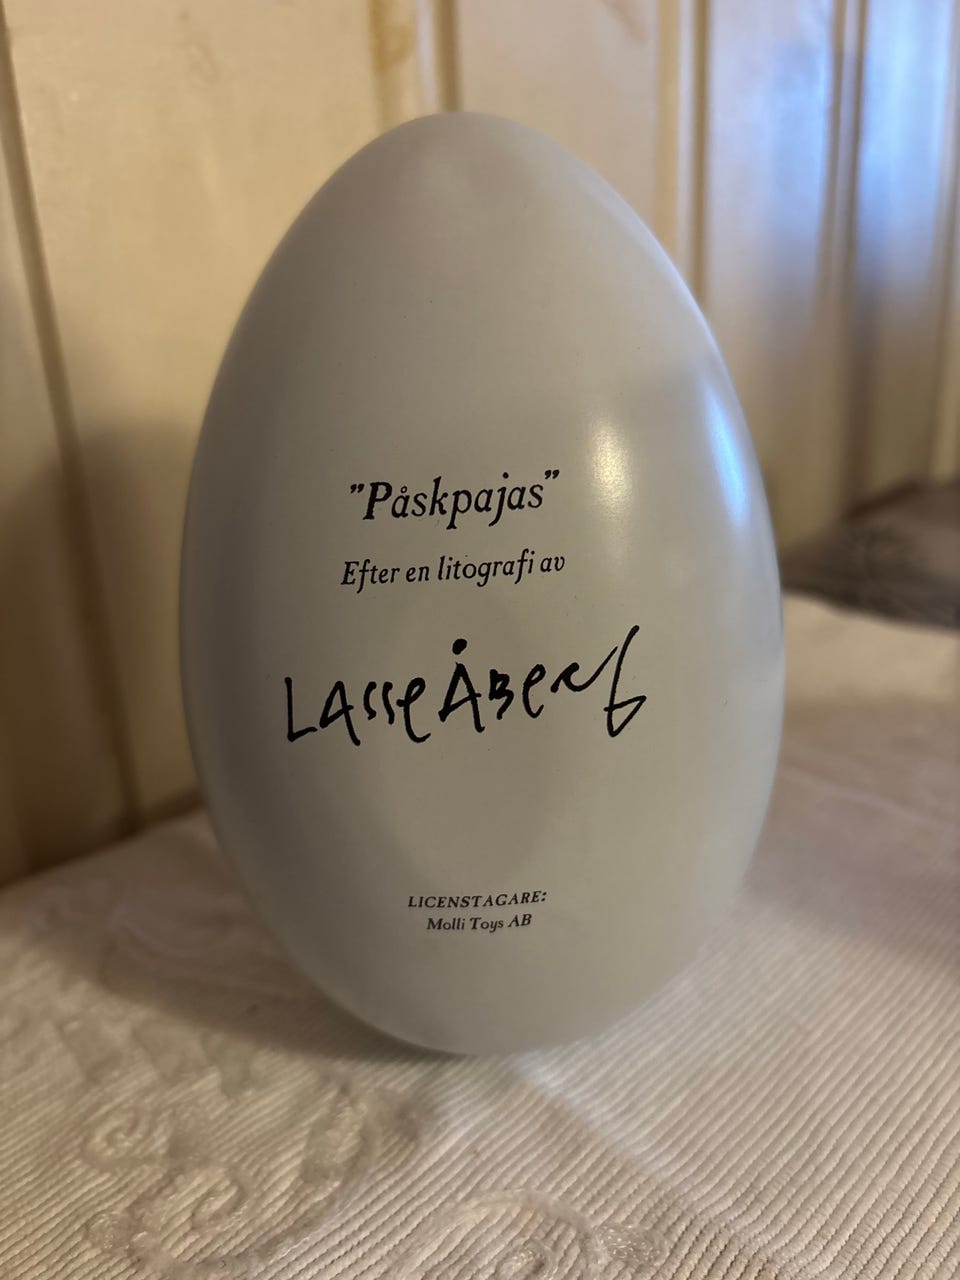 "Påskpajas"
Efter en litografi av
LASSE ÅBERG
LICENSTAGARE:
Molli Toys AB